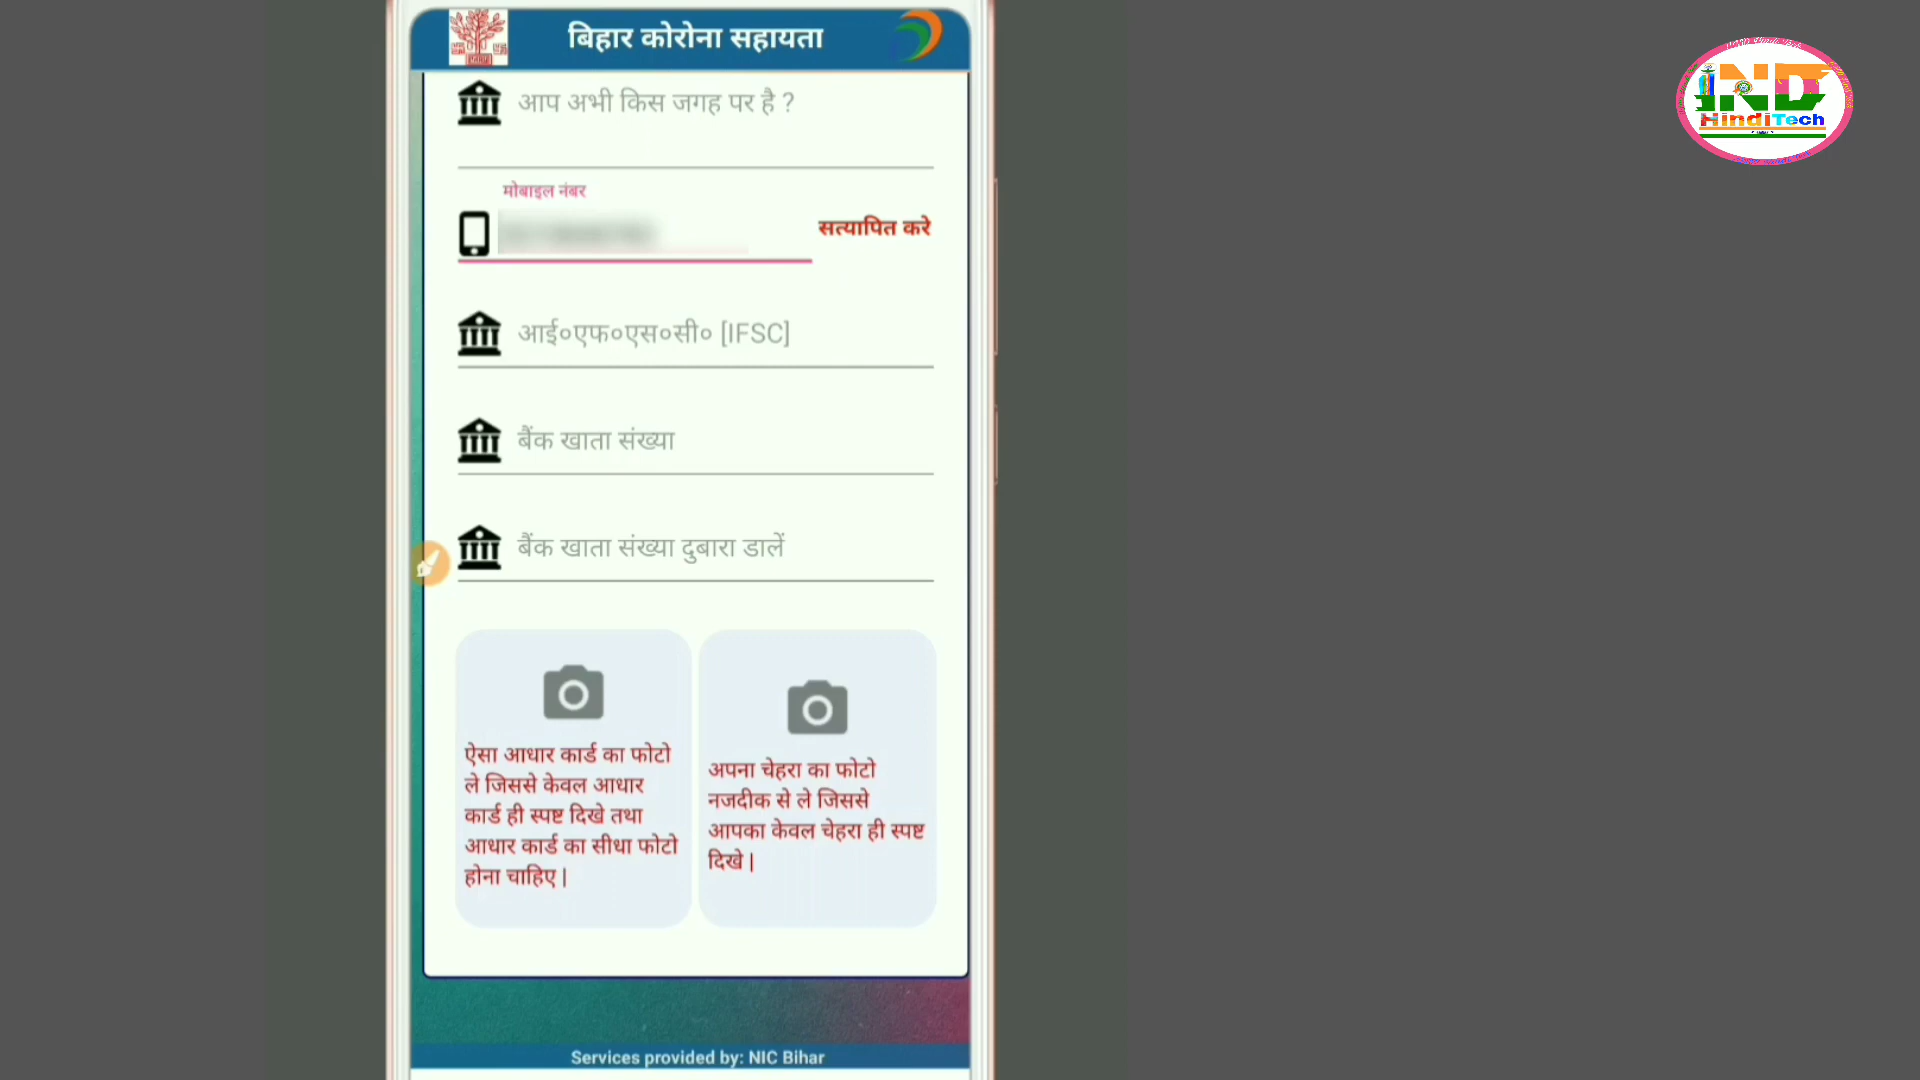 बिहार कोरोना सहायता
आप अभी किस जगह पर है ?
मोबाइल नंबर
सत्यापित करे
आई०एफ०एस०सी० [IFSC]
बैंक खाता संख्या
बैंक खाता संख्या दुबारा डालें
ऐसा आधार कार्ड का फोटो
ले जिससे केवल आधार
कार्ड ही स्पष्ट दिखे तथा
आधार कार्ड का सीधा फोटो
होना चाहिए |
अपना चेहरा का फोटो
नजदीक से ले जिससे
आपका केवल चेहरा ही स्पष्ट
दिखे |
Services provided by: NIC Bihar
IND
HindiTech